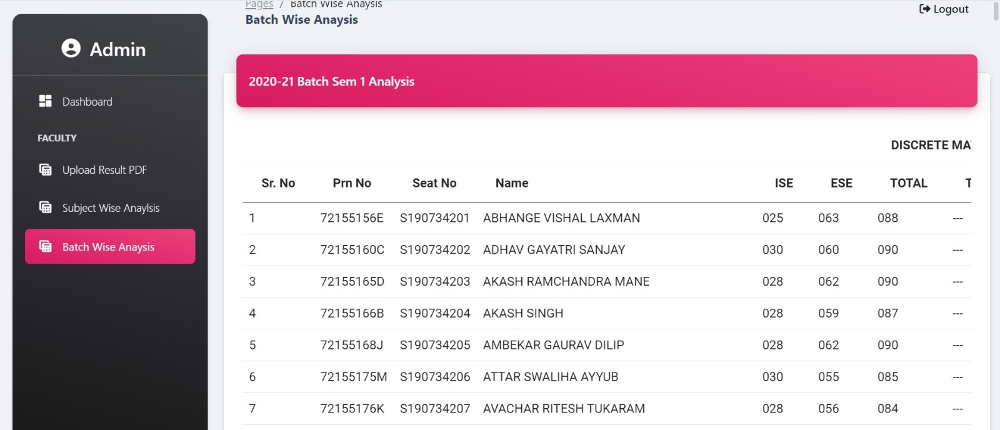 Pages / Batch Wise Anaysis
Logout
Batch Wise Anaysis
Admin
Dashboard
FACULTY
Upload Result PDF
Subject Wise Anaylsis
Batch Wise Anaysis
2020-21 Batch Sem 1 Analysis
DISCRETE MA
Sr. No Prn No Seat No Name ISE ESE TOTAL T
1 72155156E S190734201 ABHANGE VISHAL LAXMAN 025 063 088 ---
2 72155160C S190734202 ADHAV GAYATRI SANJAY 030 060 090 ---
3 72155165D S190734203 AKASH RAMCHANDRA MANE 028 062 090 ---
4 72155166B S190734204 AKASH SINGH 028 059 087 ---
5 72155168J S190734205 AMBEKAR GAURAV DILIP 028 062 090 ---
6 72155175M S190734206 ATTAR SWALIHA AYYUB 030 055 085 ---
7 72155176K S190734207 AVACHAR RITESH TUKARAM 028 056 084 ---